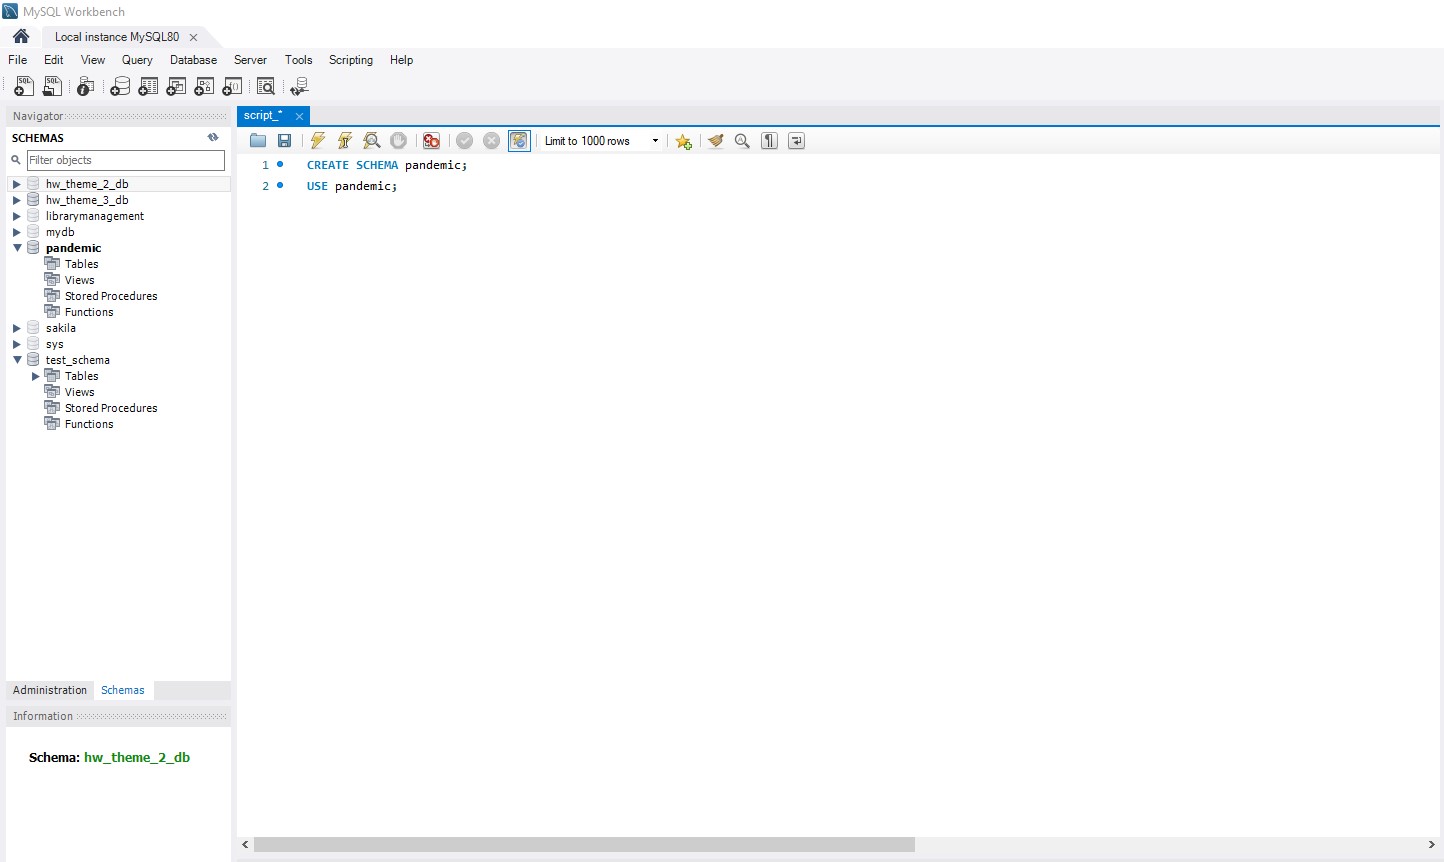 MySQL Workbench
Local instance MySQL80
File Edit View Query Database Server Tools Scripting Help
Navigator
SCHEMAS
Filter objects
hw_theme_2_db
hw_theme_3_db
librarymanagement
mydb
pandemic
Tables
Views
Stored Procedures
Functions
sakila
sys
test_schema
Tables
Views
Stored Procedures
Functions
Administration Schemas
Information
Schema: hw_theme_2_db
script_*
Limit to 1000 rows
1 CREATE SCHEMA pandemic;
2 USE pandemic;